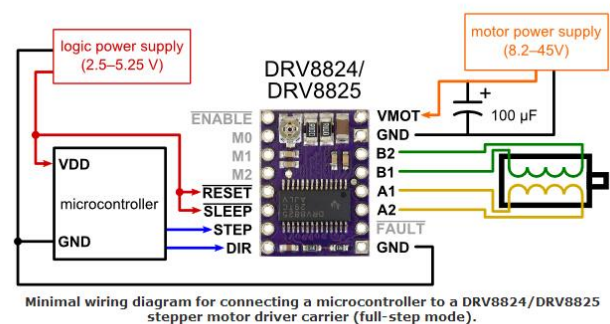 logic power supply
(2.5–5.25 V)
motor power supply
(8.2–45V)
DRV8824/
DRV8825
ENABLE
M0
M1
M2
RESET
SLEEP
STEP
DIR
VMOT
GND
B2
B1
A1
A2
FAULT
GND
100 µF
+
VDD
microcontroller
GND
DRV8825
Minimal wiring diagram for connecting a microcontroller to a DRV8824/DRV8825
stepper motor driver carrier (full-step mode).